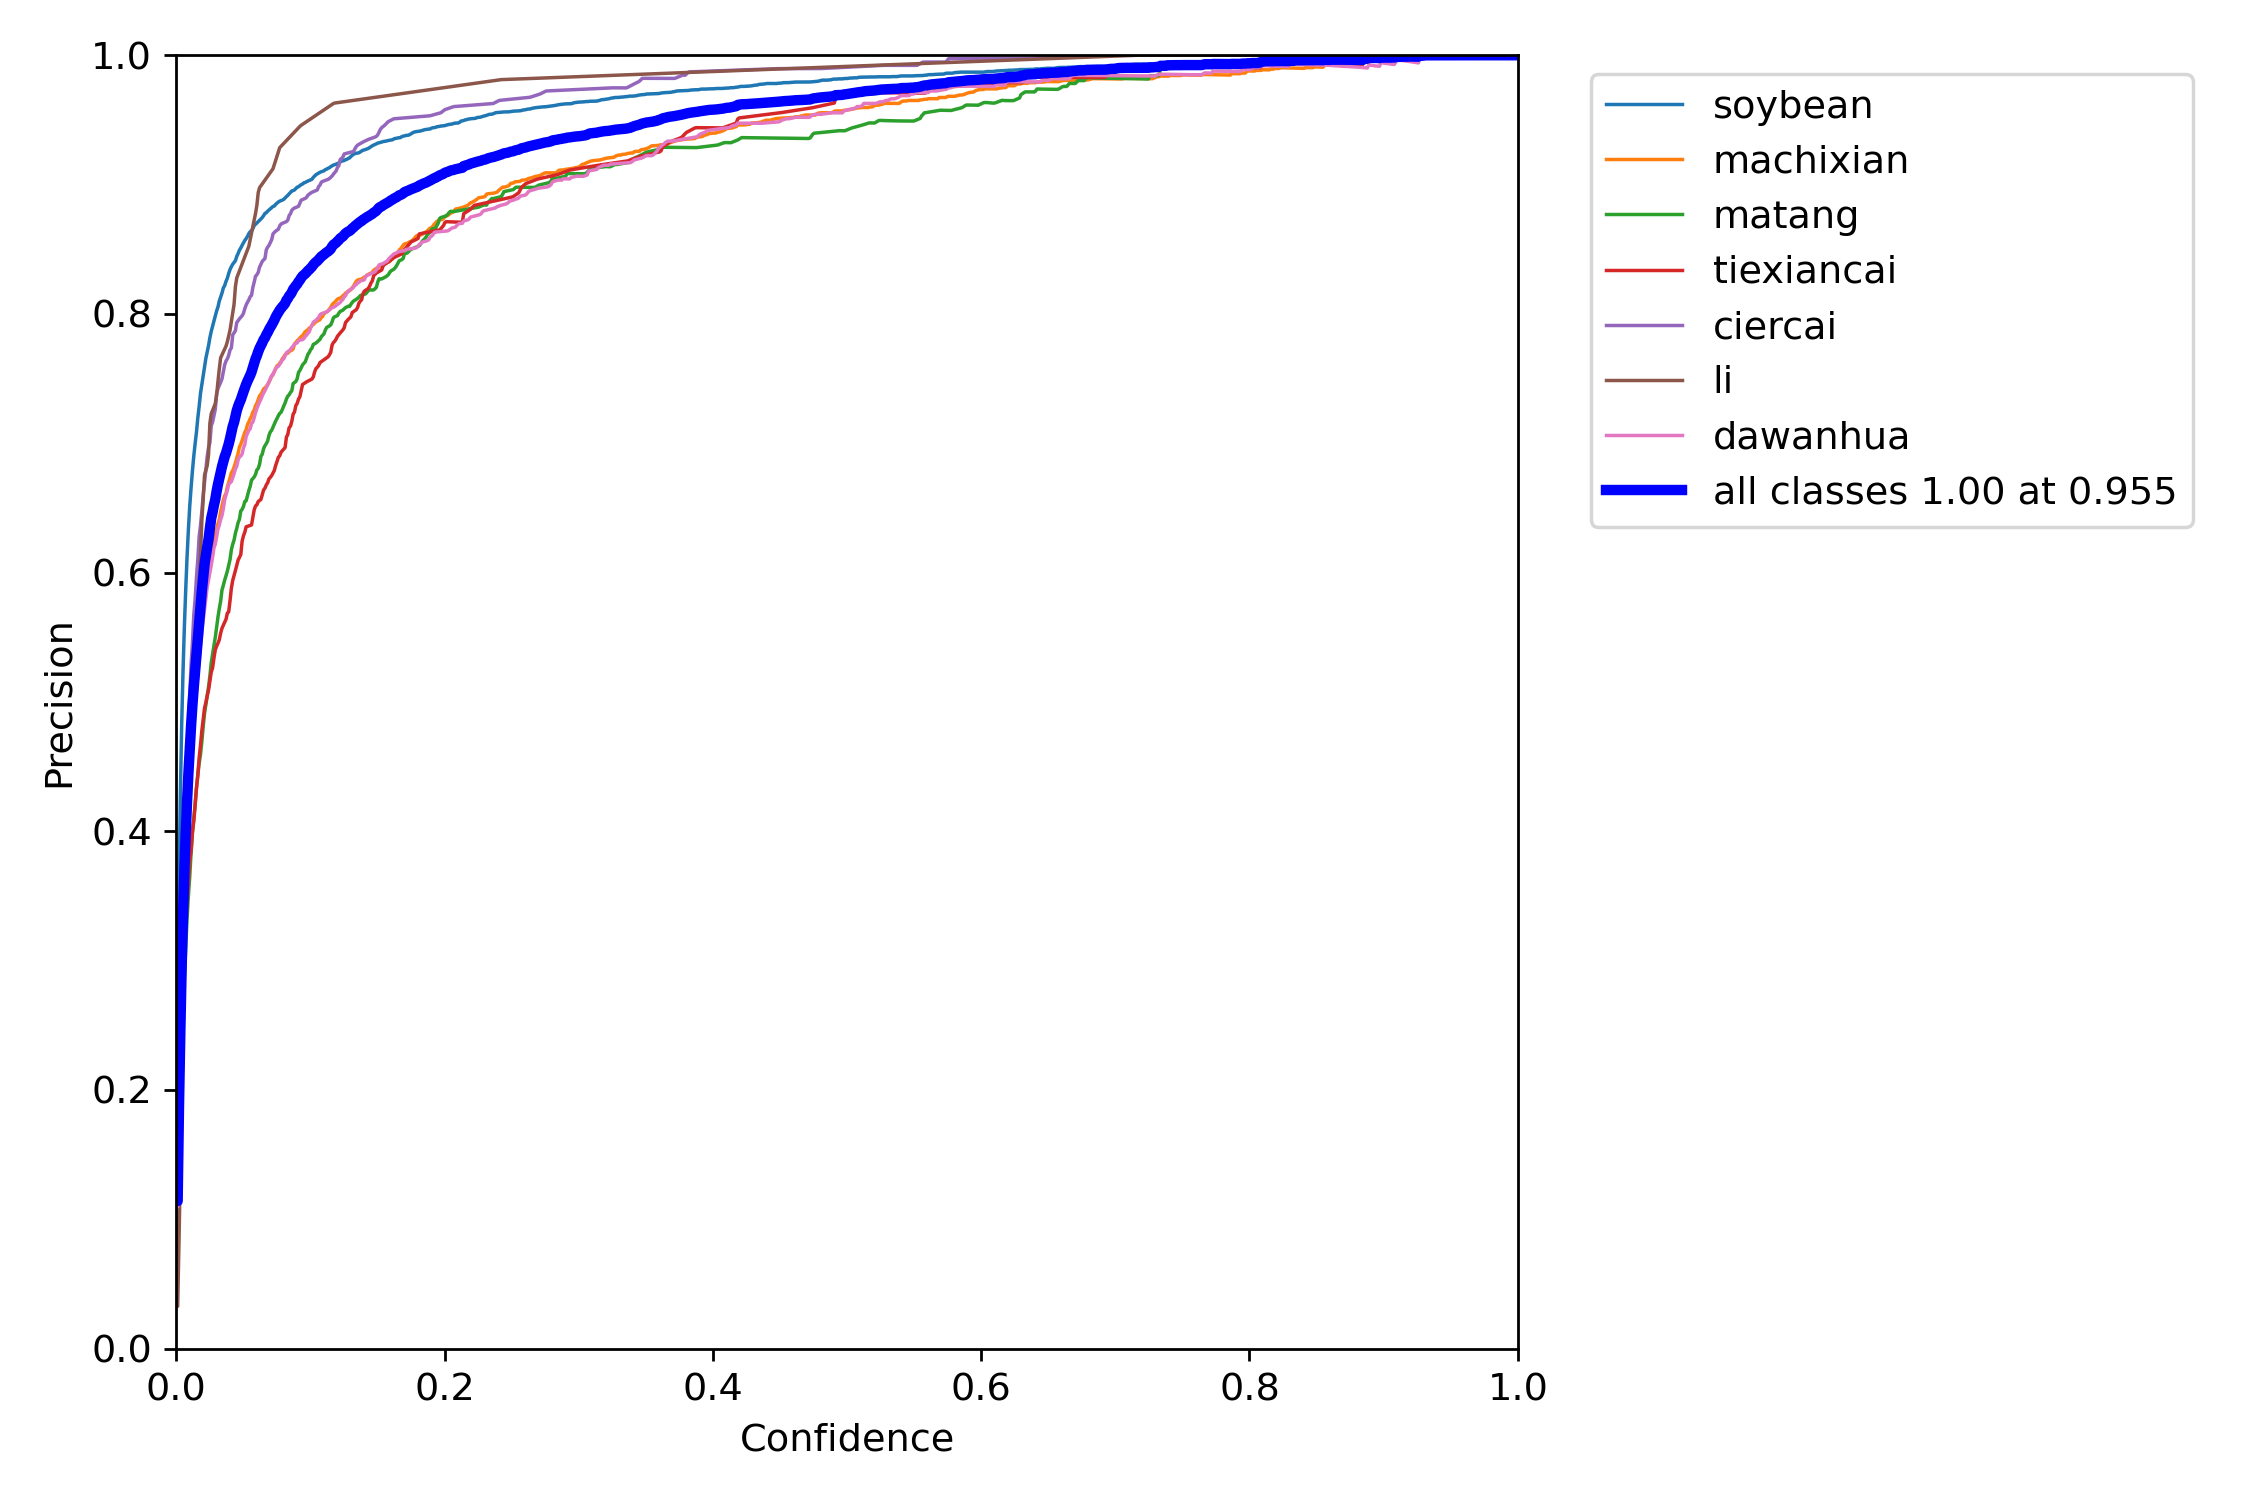 1.0
0.8
0.6
0.4
0.2
0.0
Precision
0.0 0.2 0.4 0.6 0.8 1.0
Confidence
soybean
machixian
matang
tiexiancai
ciercai
li
dawanhua
all classes 1.00 at 0.955